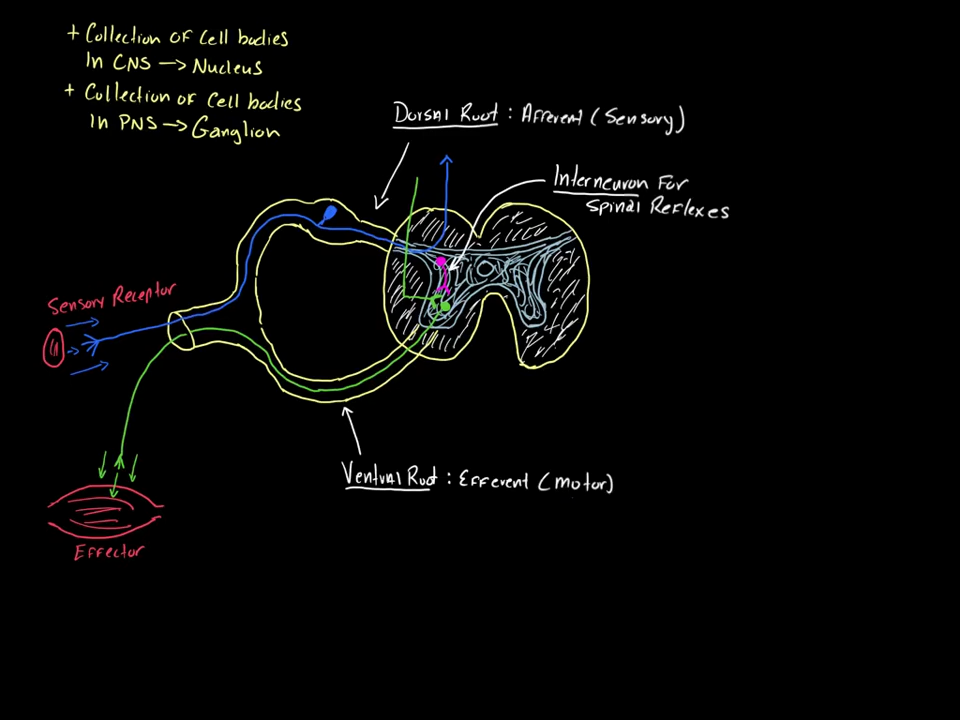 + Collection of Cell bodies
In CNS → Nucleus
+ Collection of Cell bodies
In PNS → Ganglion
Dorsal Root : Afferent (Sensory)
Interneuron For
Spinal Reflexes
Sensory Receptor
Ventral Root : Efferent (motor)
Effector